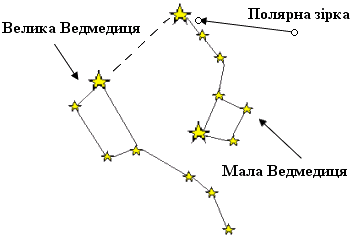 Полярна зірка
Велика Ведмедиця
Мала Ведмедиця